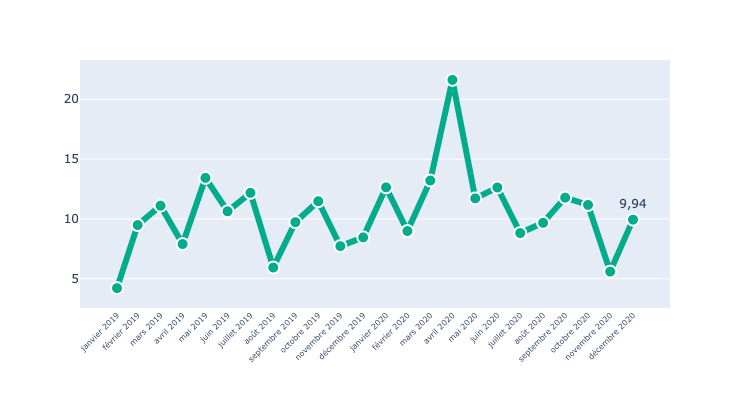 20
15
10
5
9,94
janvier 2019
février 2019
mars 2019
avril 2019
mai 2019
juin 2019
juillet 2019
août 2019
septembre 2019
octobre 2019
novembre 2019
décembre 2019
janvier 2020
février 2020
mars 2020
avril 2020
mai 2020
juin 2020
juillet 2020
août 2020
septembre 2020
octobre 2020
novembre 2020
décembre 2020